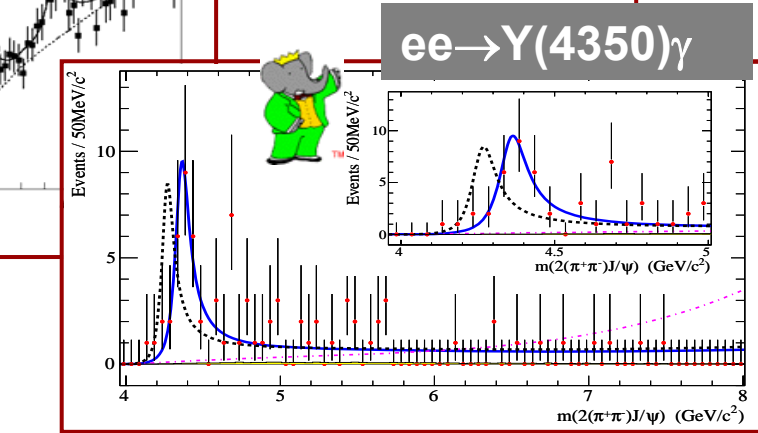 ee→Y(4350)γ
Events / 50MeV/c²
10
5
0
4
5
6
7
8
m(2(π⁺π⁻)J/ψ) (GeV/c²)
TM
Events / 50MeV/c²
10
5
0
4
4.5
5
m(2(π⁺π⁻)J/ψ) (GeV/c²)